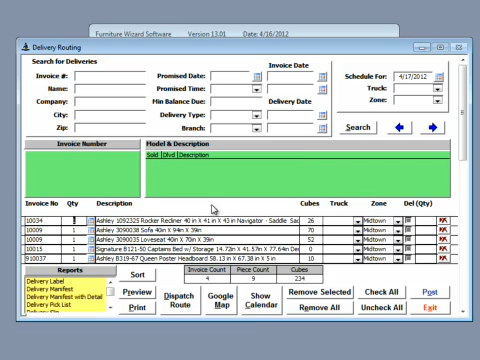 Furniture Wizard Software Version 13.01 Date: 4/16/2012
Delivery Routing
Search for Deliveries
Invoice Date
Invoice #: Promised Date: Schedule For: 4/17/2012
Name: Promised Time: Truck:
Company: Min Balance Due: Delivery Date Zone:
City: Delivery Type:
Zip: Branch: Search
Invoice Number Model & Description
Sold Dlvd Description
Invoice No Qty Description Cubes Truck Zone Del (Qty)
10034 Ashley 1092325 Rocker Recliner 40 in X 41 in X 43 in Navigator - Saddle 26 Midtown
10009 1 Ashley 3090038 Sofa 40in X 94in X 39in 70 Midtown
10009 1 Ashley 3090035 Loveseat 40in X 70in X 39in 52 Midtown
10015 1 Signature B121-50 Captains Bed w/ Storage 14.72in X 41.57in X 77.64in 0 Midtown
910037 1 Ashley B319-67 Queen Poster Headboard 58.13 in X 67.38 in X 5 in 10 Midtown
Reports Sort Invoice Count Piece Count Cubes
4 9 234
Delivery Label
Delivery Manifest
Delivery Manifest with Detail
Delivery Pick List
Preview
Print
Dispatch Route
Google Map
Show Calendar
Remove Selected Check All Post
Remove All Uncheck All Exit